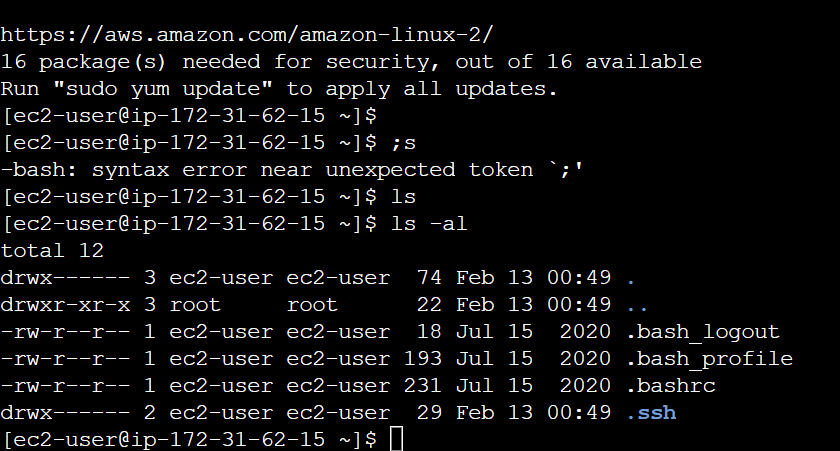 https://aws.amazon.com/amazon-linux-2/
16 package(s) needed for security, out of 16 available
Run "sudo yum update" to apply all updates.
[ec2-user@ip-172-31-62-15 ~]$
[ec2-user@ip-172-31-62-15 ~]$ ;s
-bash: syntax error near unexpected token `;'
[ec2-user@ip-172-31-62-15 ~]$ ls
[ec2-user@ip-172-31-62-15 ~]$ ls -al
total 12
drwx------ 3 ec2-user ec2-user  74 Feb 13 00:49 .
drwxr-xr-x 3 root     root      22 Feb 13 00:49 ..
-rw-r--r-- 1 ec2-user ec2-user  18 Jul 15  2020 .bash_logout
-rw-r--r-- 1 ec2-user ec2-user 193 Jul 15  2020 .bash_profile
-rw-r--r-- 1 ec2-user ec2-user 231 Jul 15  2020 .bashrc
drwx------ 2 ec2-user ec2-user  29 Feb 13 00:49 .ssh
[ec2-user@ip-172-31-62-15 ~]$